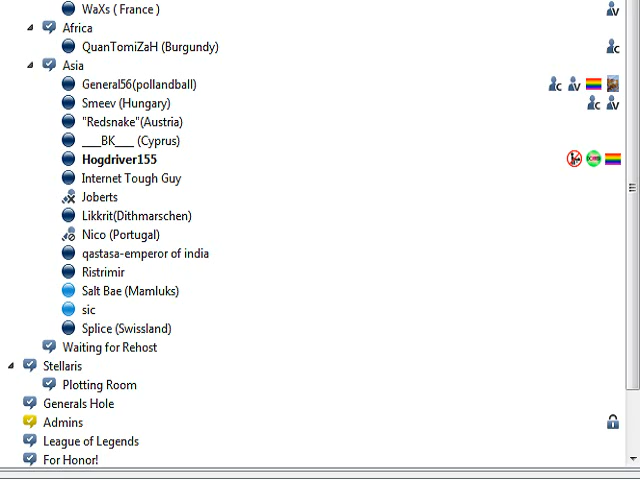 WaXs ( France )
Africa
QuanTomiZaH (Burgundy)
Asia
General56(pollandball)
Smeev (Hungary)
"Redsnake"(Austria)
___BK___ (Cyprus)
Hogdriver155
Internet Tough Guy
Joberts
Likkrit(Dithmarschen)
Nico (Portugal)
qastasa-emperor of india
Ristrimir
Salt Bae (Mamluks)
sic
Splice (Swissland)
Waiting for Rehost
Stellaris
Plotting Room
Generals Hole
Admins
League of Legends
For Honor!